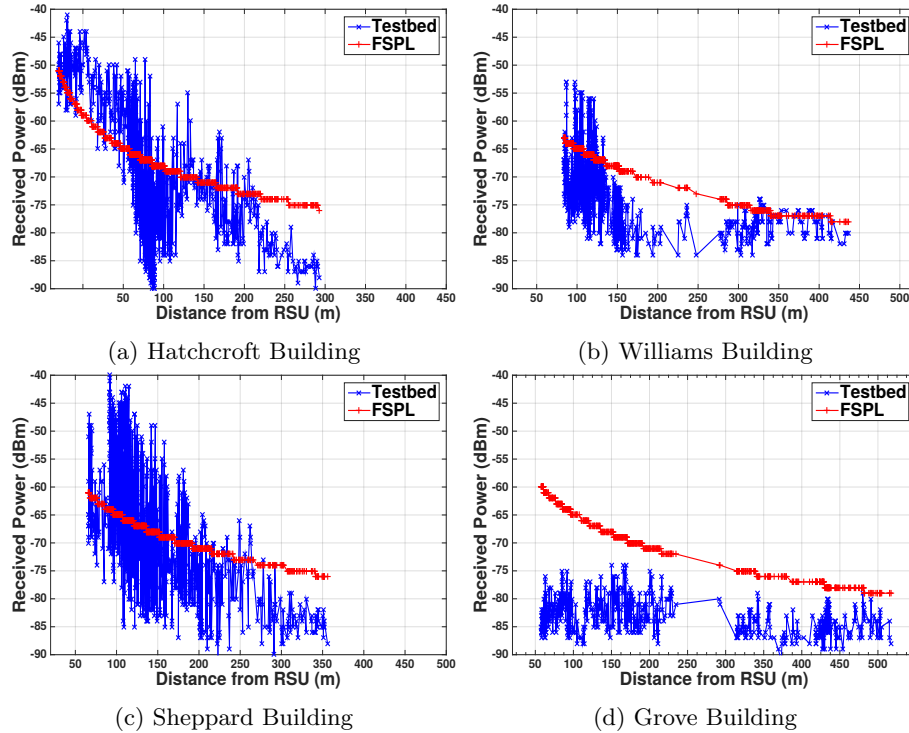 -40
-45
-50
-55
-60
-65
-70
-75
-80
-85
-90
Received Power (dBm)
Testbed
FSPL
50 100 150 200 250 300 350 400 450
Distance from RSU (m)
(a) Hatchcroft Building
-40
-45
-50
-55
-60
-65
-70
-75
-80
-85
-90
Received Power (dBm)
Testbed
FSPL
50 100 150 200 250 300 350 400 450 500
Distance from RSU (m)
(b) Williams Building
-40
-45
-50
-55
-60
-65
-70
-75
-80
-85
-90
Received Power (dBm)
Testbed
FSPL
50 100 150 200 250 300 350 400 450 500
Distance from RSU (m)
(c) Sheppard Building
-40
-45
-50
-55
-60
-65
-70
-75
-80
-85
-90
Received Power (dBm)
Testbed
FSPL
50 100 150 200 250 300 350 400 450 500
Distance from RSU (m)
(d) Grove Building